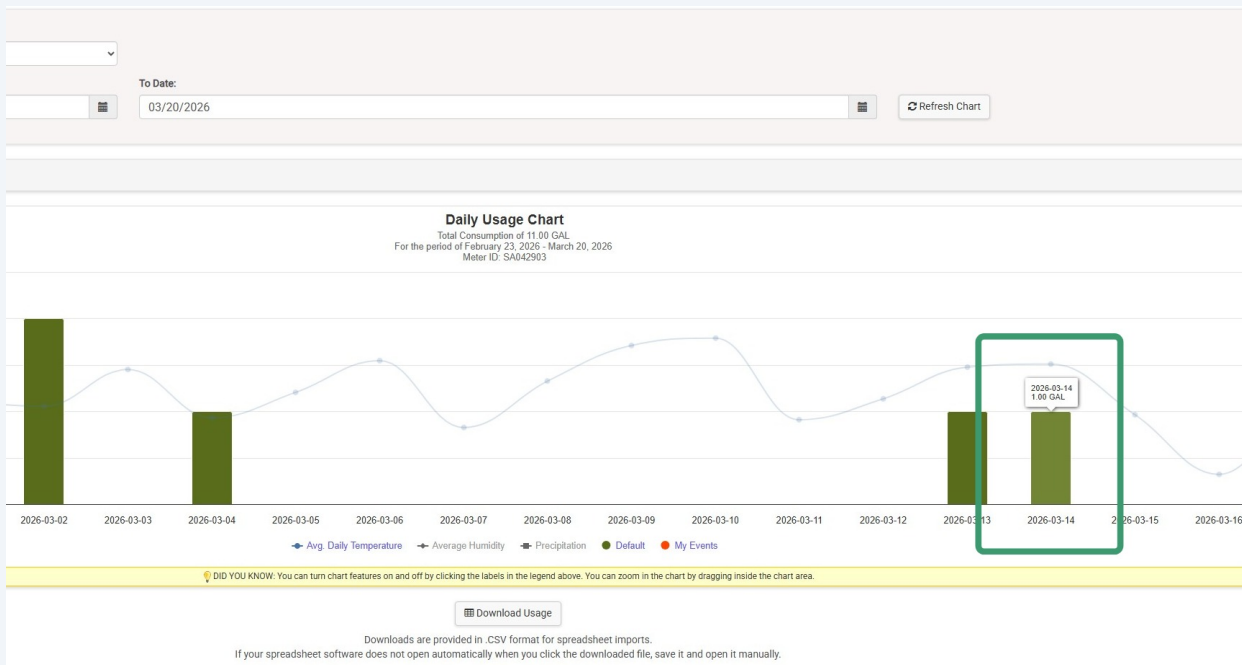 To Date:
03/20/2026
Refresh Chart
Daily Usage Chart
Total Consumption of 11.00 GAL
For the period of February 23, 2026 - March 20, 2026
Meter ID: SA042903
2026-03-14
1.00 GAL
2026-03-02 2026-03-03 2026-03-04 2026-03-05 2026-03-06 2026-03-07 2026-03-08 2026-03-09 2026-03-10 2026-03-11 2026-03-12 2026-03-13 2026-03-14 2026-03-15 2026-03-16
Avg. Daily Temperature Average Humidity Precipitation Default My Events
DID YOU KNOW: You can turn chart features on and off by clicking the labels in the legend above. You can zoom in the chart by dragging inside the chart area.
Download Usage
Downloads are provided in .CSV format for spreadsheet imports.
If your spreadsheet software does not open automatically when you click the downloaded file, save it and open it manually.